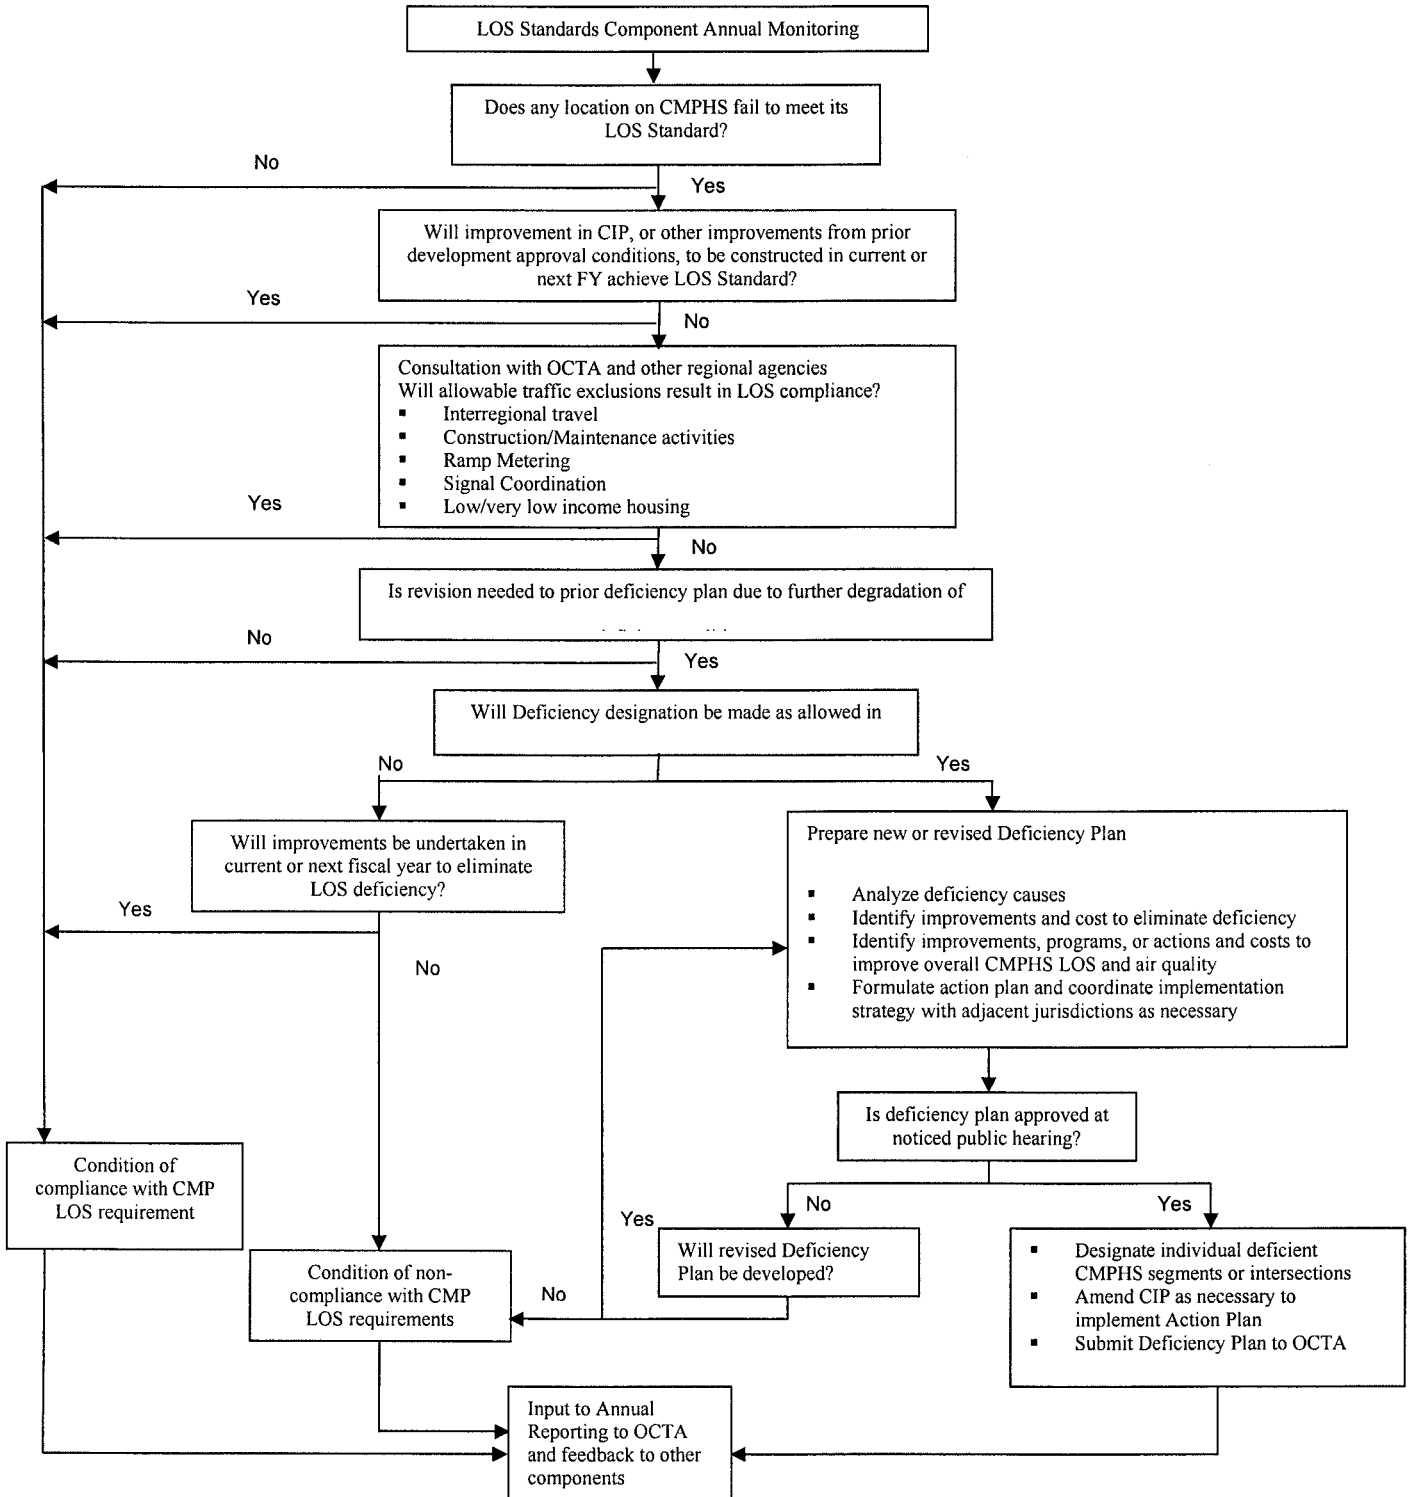 LOS Standards Component Annual Monitoring
Does any location on CMPHS fail to meet its
LOS Standard?
No
Yes
Will improvement in CIP, or other improvements from prior
development approval conditions, to be constructed in current or
next FY achieve LOS Standard?
Yes
No
Consultation with OCTA and other regional agencies
Will allowable traffic exclusions result in LOS compliance?
▪ Interregional travel
▪ Construction/Maintenance activities
▪ Ramp Metering
▪ Signal Coordination
▪ Low/very low income housing
Yes
No
Is revision needed to prior deficiency plan due to further degradation of
No
Yes
Will Deficiency designation be made as allowed in
No
Yes
Will improvements be undertaken in
current or next fiscal year to eliminate
LOS deficiency?
Yes
No
Prepare new or revised Deficiency Plan
▪ Analyze deficiency causes
▪ Identify improvements and cost to eliminate deficiency
▪ Identify improvements, programs, or actions and costs to
improve overall CMPHS LOS and air quality
▪ Formulate action plan and coordinate implementation
strategy with adjacent jurisdictions as necessary
Is deficiency plan approved at
noticed public hearing?
No
Yes
Condition of
compliance with CMP
LOS requirement
Yes
Will revised Deficiency
Plan be developed?
▪ Designate individual deficient
CMPHS segments or intersections
▪ Amend CIP as necessary to
implement Action Plan
▪ Submit Deficiency Plan to OCTA
Condition of non-
compliance with CMP
LOS requirements
No
Input to Annual
Reporting to OCTA
and feedback to other
components